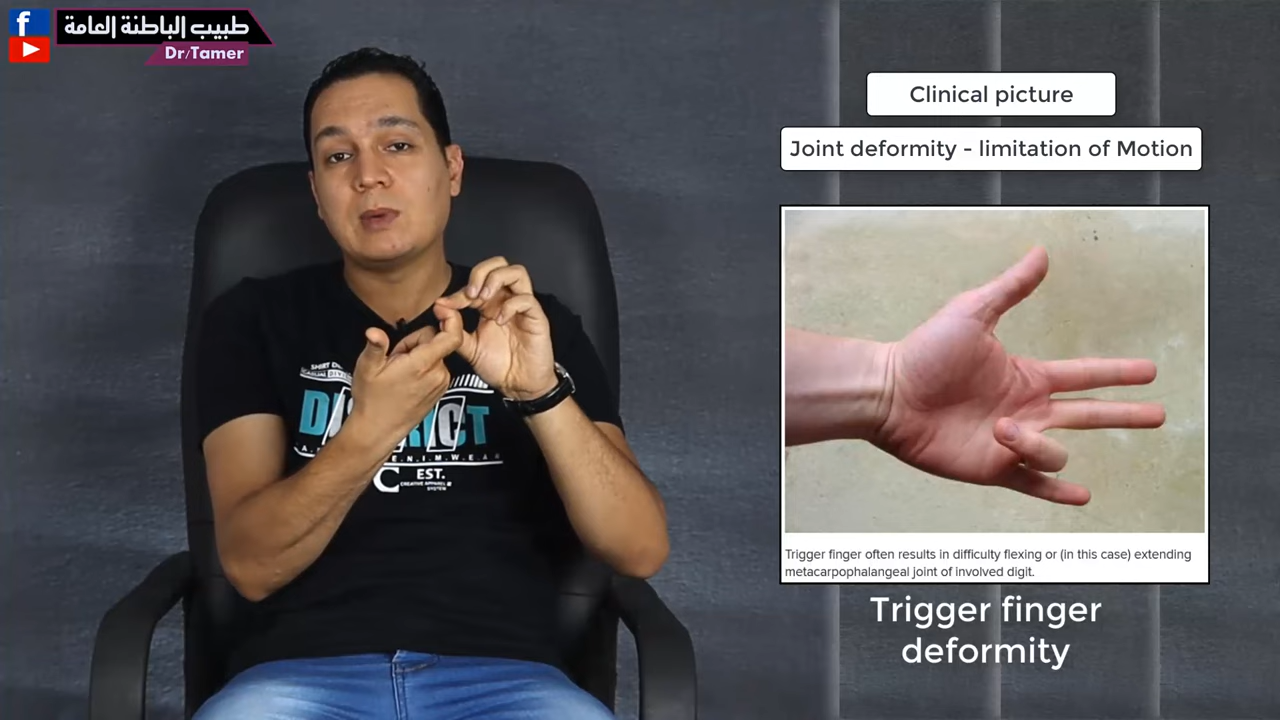 طبيب الباطنة العامة
Dr/Tamer
Clinical picture
Joint deformity - limitation of Motion
Trigger finger often results in difficulty flexing or (in this case) extending
metacarpophalangeal joint of involved digit.
Trigger finger
deformity
EST.